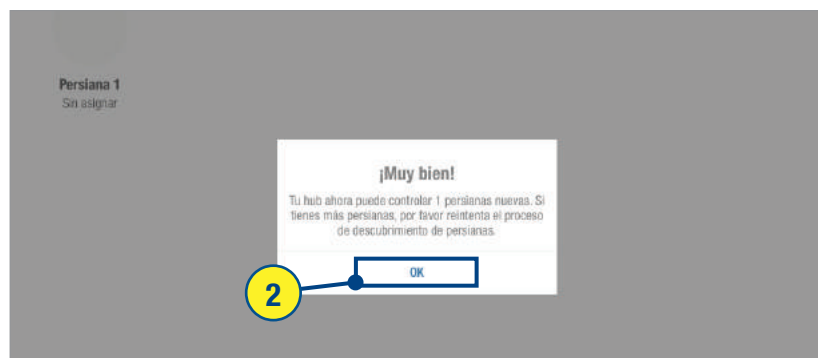 Persiana 1
Sin asignar
¡Muy bien!
Tu hub ahora puede controlar 1 persianas nuevas. Si
tienes más persianas, por favor reintenta el proceso
de descubrimiento de persianas.
OK
2